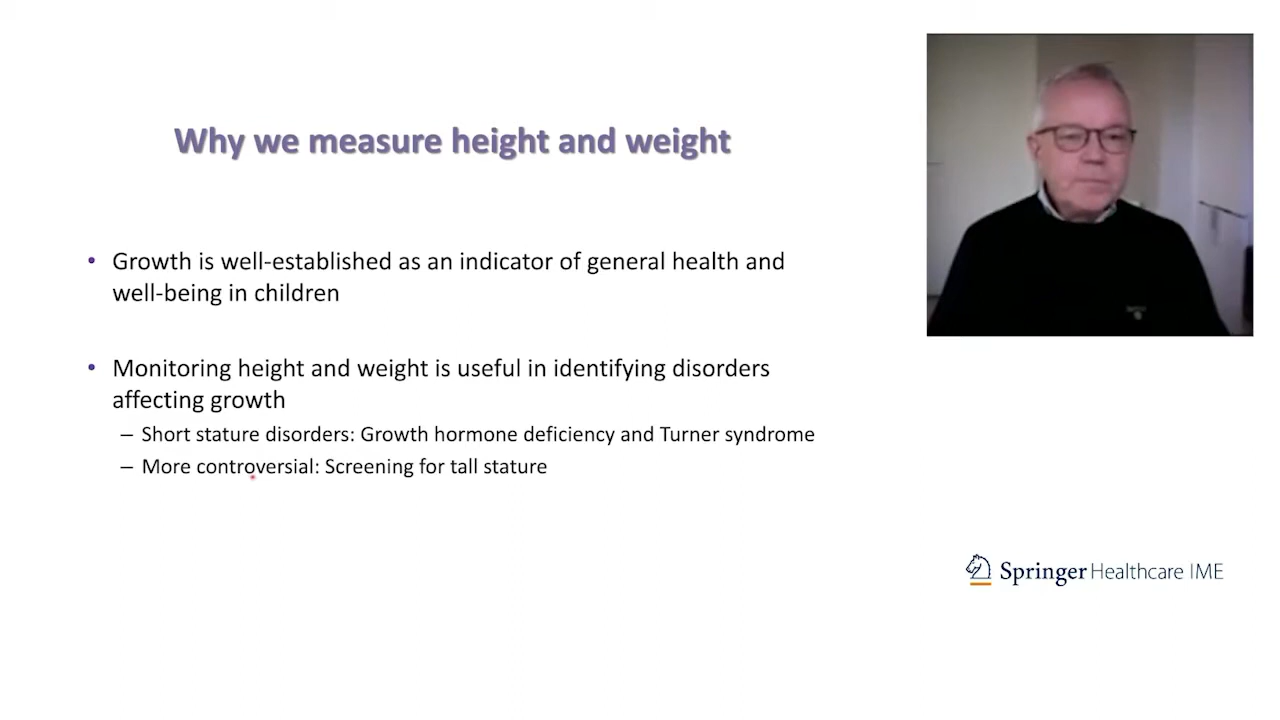 Why we measure height and weight
• Growth is well-established as an indicator of general health and
well-being in children
• Monitoring height and weight is useful in identifying disorders
affecting growth
– Short stature disorders: Growth hormone deficiency and Turner syndrome
– More controversial: Screening for tall stature
Springer Healthcare IME